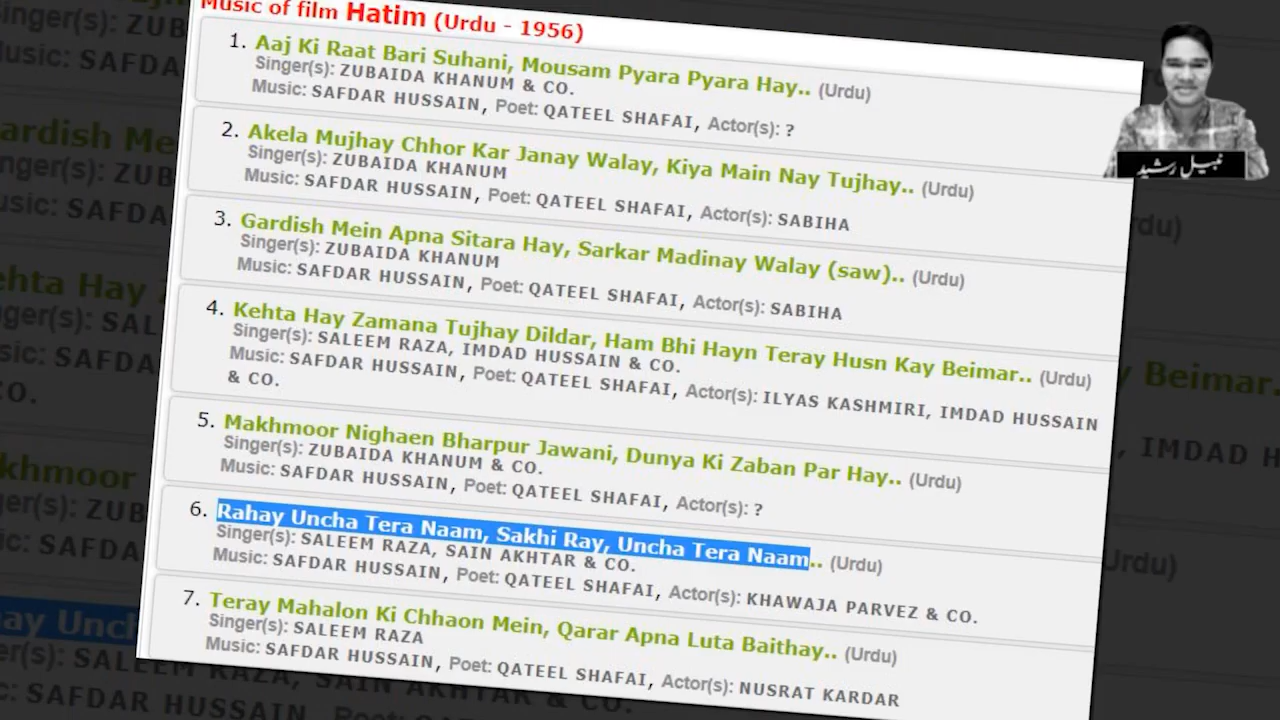 Music of film Hatim (Urdu - 1956)
1. Aaj Ki Raat Bari Suhani, Mousam Pyara Pyara Hay.. (Urdu)
Singer(s): ZUBAIDA KHANUM & CO.
Music: SAFDAR HUSSAIN, Poet: QATEEL SHAFAI, Actor(s): ?
2. Akela Mujhay Chhor Kar Janay Walay, Kiya Main Nay Tujhay.. (Urdu)
Singer(s): ZUBAIDA KHANUM
Music: SAFDAR HUSSAIN, Poet: QATEEL SHAFAI, Actor(s): SABIHA
3. Gardish Mein Apna Sitara Hay, Sarkar Madinay Walay (saw).. (Urdu)
Singer(s): ZUBAIDA KHANUM
Music: SAFDAR HUSSAIN, Poet: QATEEL SHAFAI, Actor(s): SABIHA
4. Kehta Hay Zamana Tujhay Dildar, Ham Bhi Hayn Teray Husn Kay Beimar.. (Urdu)
Singer(s): SALEEM RAZA, IMDAD HUSSAIN & CO.
Music: SAFDAR HUSSAIN, Poet: QATEEL SHAFAI, Actor(s): ILYAS KASHMIRI, IMDAD HUSSAIN
& CO.
5. Makhmoor Nighaen Bharpur Jawani, Dunya Ki Zaban Par Hay.. (Urdu)
Singer(s): ZUBAIDA KHANUM & CO.
Music: SAFDAR HUSSAIN, Poet: QATEEL SHAFAI, Actor(s): ?
6. Rahay Uncha Tera Naam, Sakhi Ray, Uncha Tera Naam.. (Urdu)
Singer(s): SALEEM RAZA, SAIN AKHTAR & CO.
Music: SAFDAR HUSSAIN, Poet: QATEEL SHAFAI, Actor(s): KHAWAJA PARVEZ & CO.
7. Teray Mahalon Ki Chhaon Mein, Qarar Apna Luta Baithay.. (Urdu)
Singer(s): SALEEM RAZA
Music: SAFDAR HUSSAIN, Poet: QATEEL SHAFAI, Actor(s): NUSRAT KARDAR
نبیل رشید